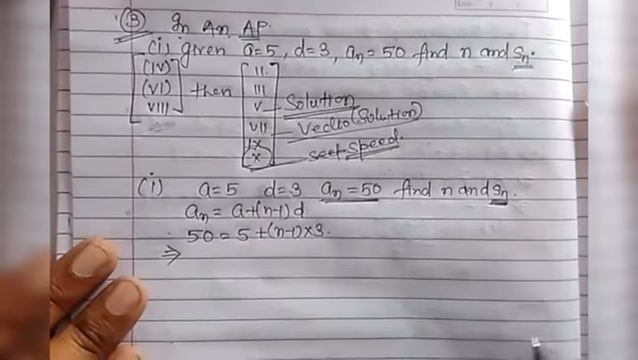 (3) In An AP.
(i) given a=5, d=3, an=50 find n and Sn.
(iv)
(vi)
viii
then
ii
iii
v
vii
ix
x
Solution
Vedio (Solution)
self speed.
(i) a=5 d=3 an=50 find n and Sn.
an = a+(n-1)d
50 = 5+(n-1)×3.
⇒